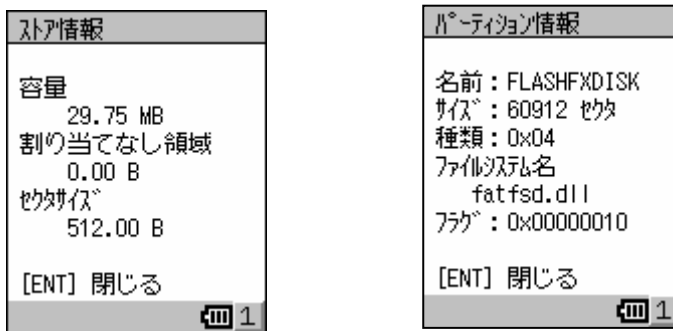 ｽﾄｱ情報
容量
29.75 MB
割り当てなし領域
0.00 B
ｾｸﾀｻｲｽﾞ
512.00 B
[ENT] 閉じる
1
ﾊﾟｰﾃｨｼｮﾝ情報
名前：FLASHFXDISK
ｻｲｽﾞ：60912 ｾｸﾀ
種類：0x04
ﾌｧｲﾙｼｽﾃﾑ名
fatfsd.dll
ﾌﾗｸﾞ：0x00000010
[ENT] 閉じる
1